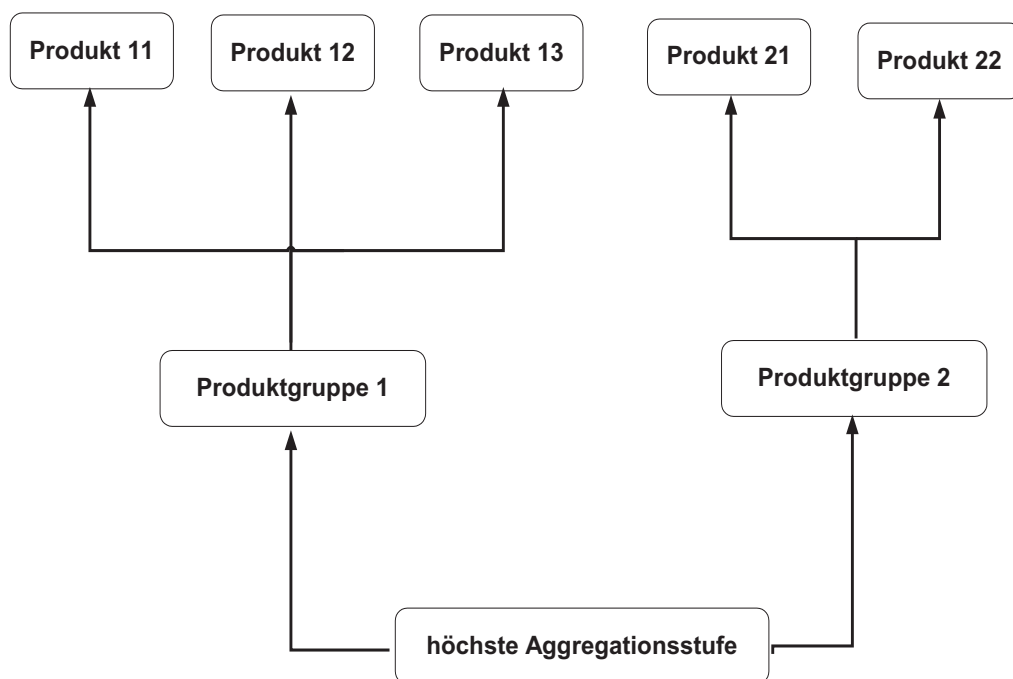 Produkt 11
Produkt 12
Produkt 13
Produkt 21
Produkt 22
Produktgruppe 1
Produktgruppe 2
höchste Aggregationsstufe